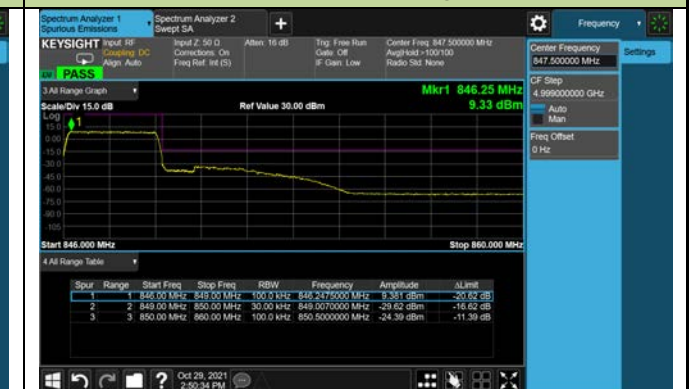 Spectrum Analyzer 1
Spurious Emissions
Spectrum Analyzer 2
Swept SA
+
Frequency
KEYSIGHT
Input: RF
Coupling: DC
Align: Auto
Input Z: 50 Ω
Corrections: On
Freq Ref: Int (S)
Atten: 16 dB
Trig: Free Run
Gate: Off
IF Gain: Low
Center Freq: 847.500000 MHz
Avg|Hold:>100/100
Radio Std: None
PASS
Center Frequency
847.500000 MHz
Settings
CF Step
4.999000000 GHz
Auto
Man
Freq Offset
0 Hz
3 All Range Graph
Mkr1 846.25 MHz
Scale/Div 15.0 dB
Ref Value 30.00 dBm
9.33 dBm
Log
1
15.0
0.00
-15.0
-30.0
-45.0
-60.0
-75.0
-90.0
-105
Start 846.000 MHz
Stop 860.000 MHz
4 All Range Table
Spur Range Start Freq Stop Freq RBW Frequency Amplitude ΔLimit
1 1 846.00 MHz 849.00 MHz 100.0 kHz 846.2475000 MHz 9.381 dBm -20.62 dB
2 2 849.00 MHz 850.00 MHz 30.00 kHz 849.0070000 MHz -29.62 dBm -16.62 dB
3 3 850.00 MHz 860.00 MHz 100.0 kHz 850.5000000 MHz -24.39 dBm -11.39 dB
?
Oct 29, 2021
2:50:34 PM